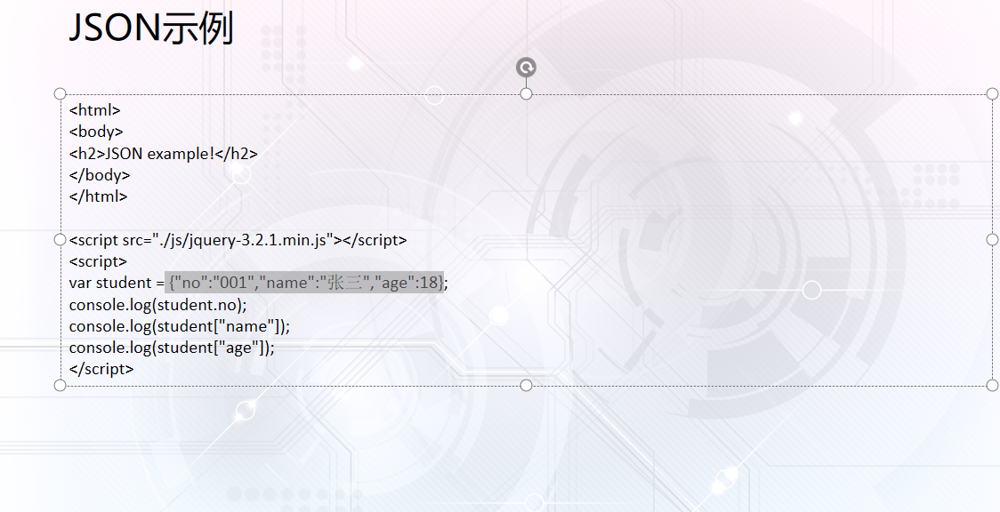 JSON示例
<html>
<body>
<h2>JSON example!</h2>
</body>
</html>
<script src="./js/jquery-3.2.1.min.js"></script>
<script>
var student = {"no":"001","name":"张三","age":18};
console.log(student.no);
console.log(student["name"]);
console.log(student["age"]);
</script>